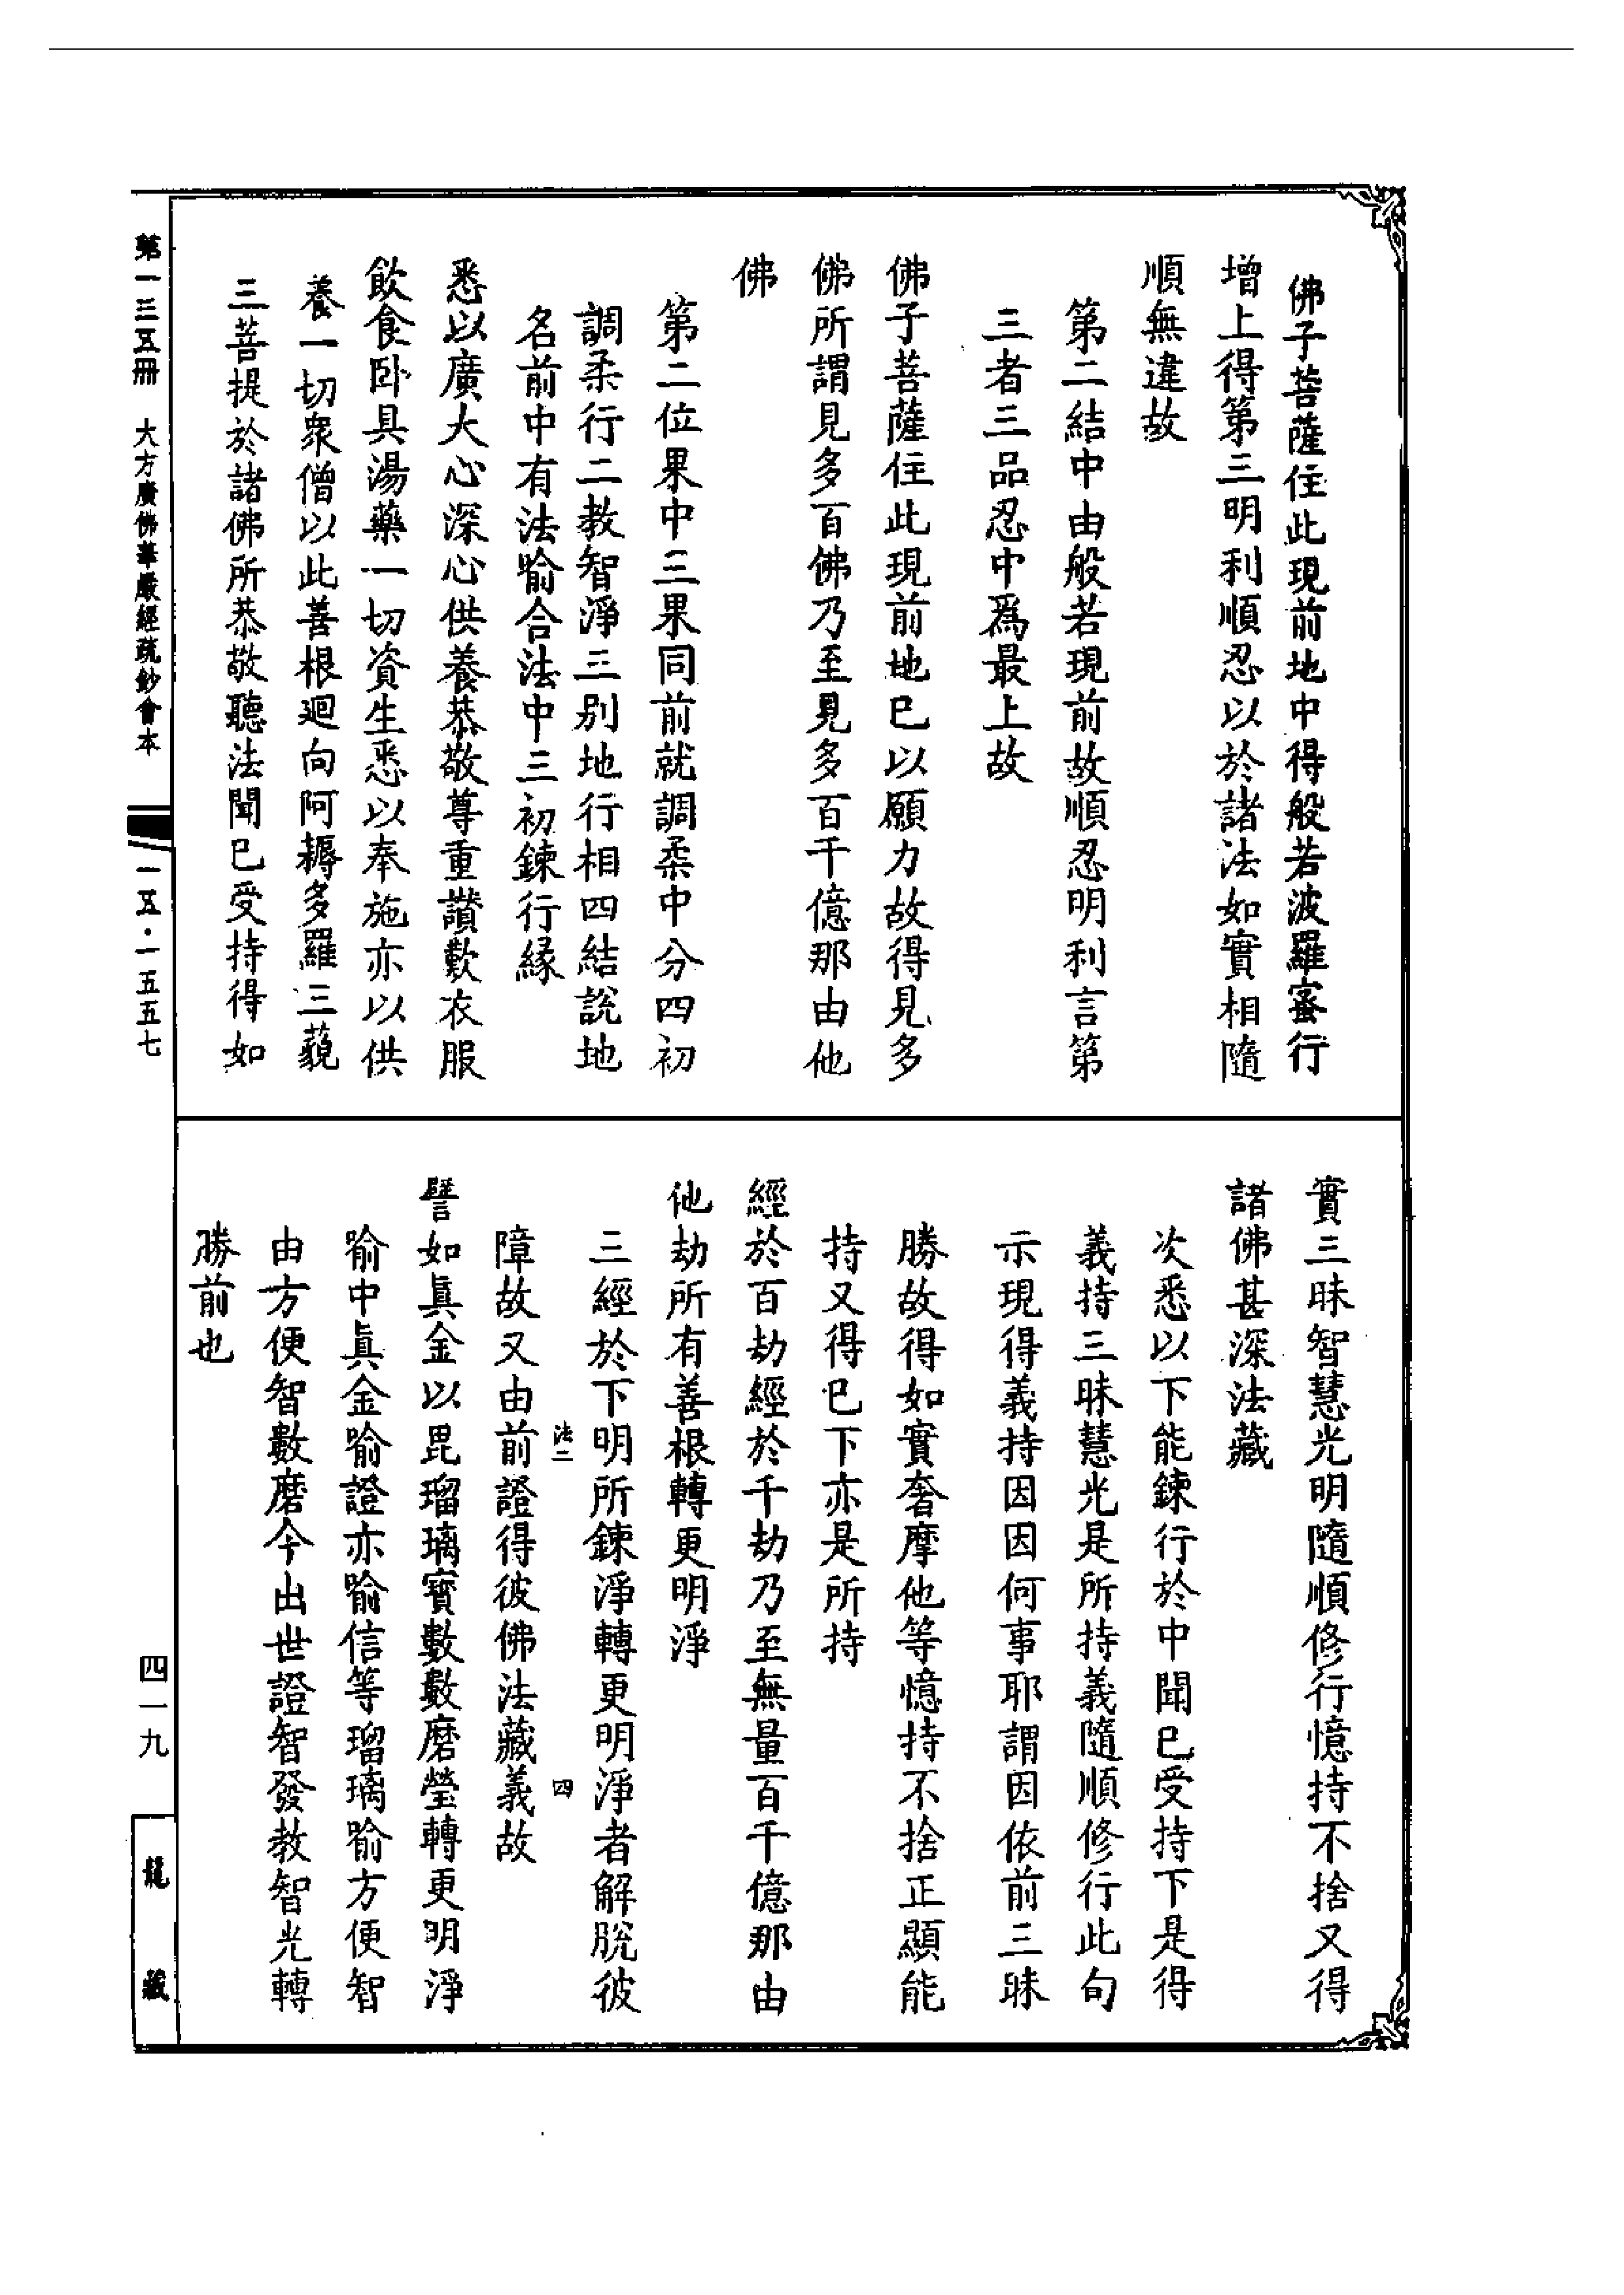 佛子菩薩住此現前地中得般若波羅蜜行
增上得第三明利順忍以於諸法如實相隨
順無違故
第二結中由般若現前故順忍明利言第
三者三品忍中爲最上故
佛子菩薩住此現前地已以願力故得見多
佛所謂見多百佛乃至見多百千億那由他
佛
第二位果中三果同前就調柔中分四初
調柔行二教智淨三別地行相四結說地
名前中有法喻合法中三初鍊行緣
悉以廣大心深心供養恭敬尊重讚歎衣服
飲食卧具湯藥一切資生悉以奉施亦以供
養一切衆僧以此善根迴向阿耨多羅三藐
三菩提於諸佛所恭敬聽法聞已受持得如
實三昧智慧光明隨順修行憶持不捨又得
諸佛甚深法藏
次悉以下能鍊行於中聞已受持下是得
義持三昧慧光是所持義隨順修行此句
示現得義持因因何事耶謂因依前三昧
勝故得如實奢摩他等憶持不捨正顯能
持又得已下亦是所持
經於百劫經於千劫乃至無量百千億那由
他劫所有善根轉更明淨
三經於下明所鍊淨轉更明淨者解脫彼
障故又由前證得彼佛法藏義故
法二 四
譬如眞金以毘瑠璃寶數數磨瑩轉更明淨
喻中眞金喻證亦喻信等瑠璃喻方便智
由方便智數磨今出世證智發教智光轉
勝前也
第一三五冊 大方廣佛華嚴經疏鈔會本
一五·一五五七
四一九
龍藏